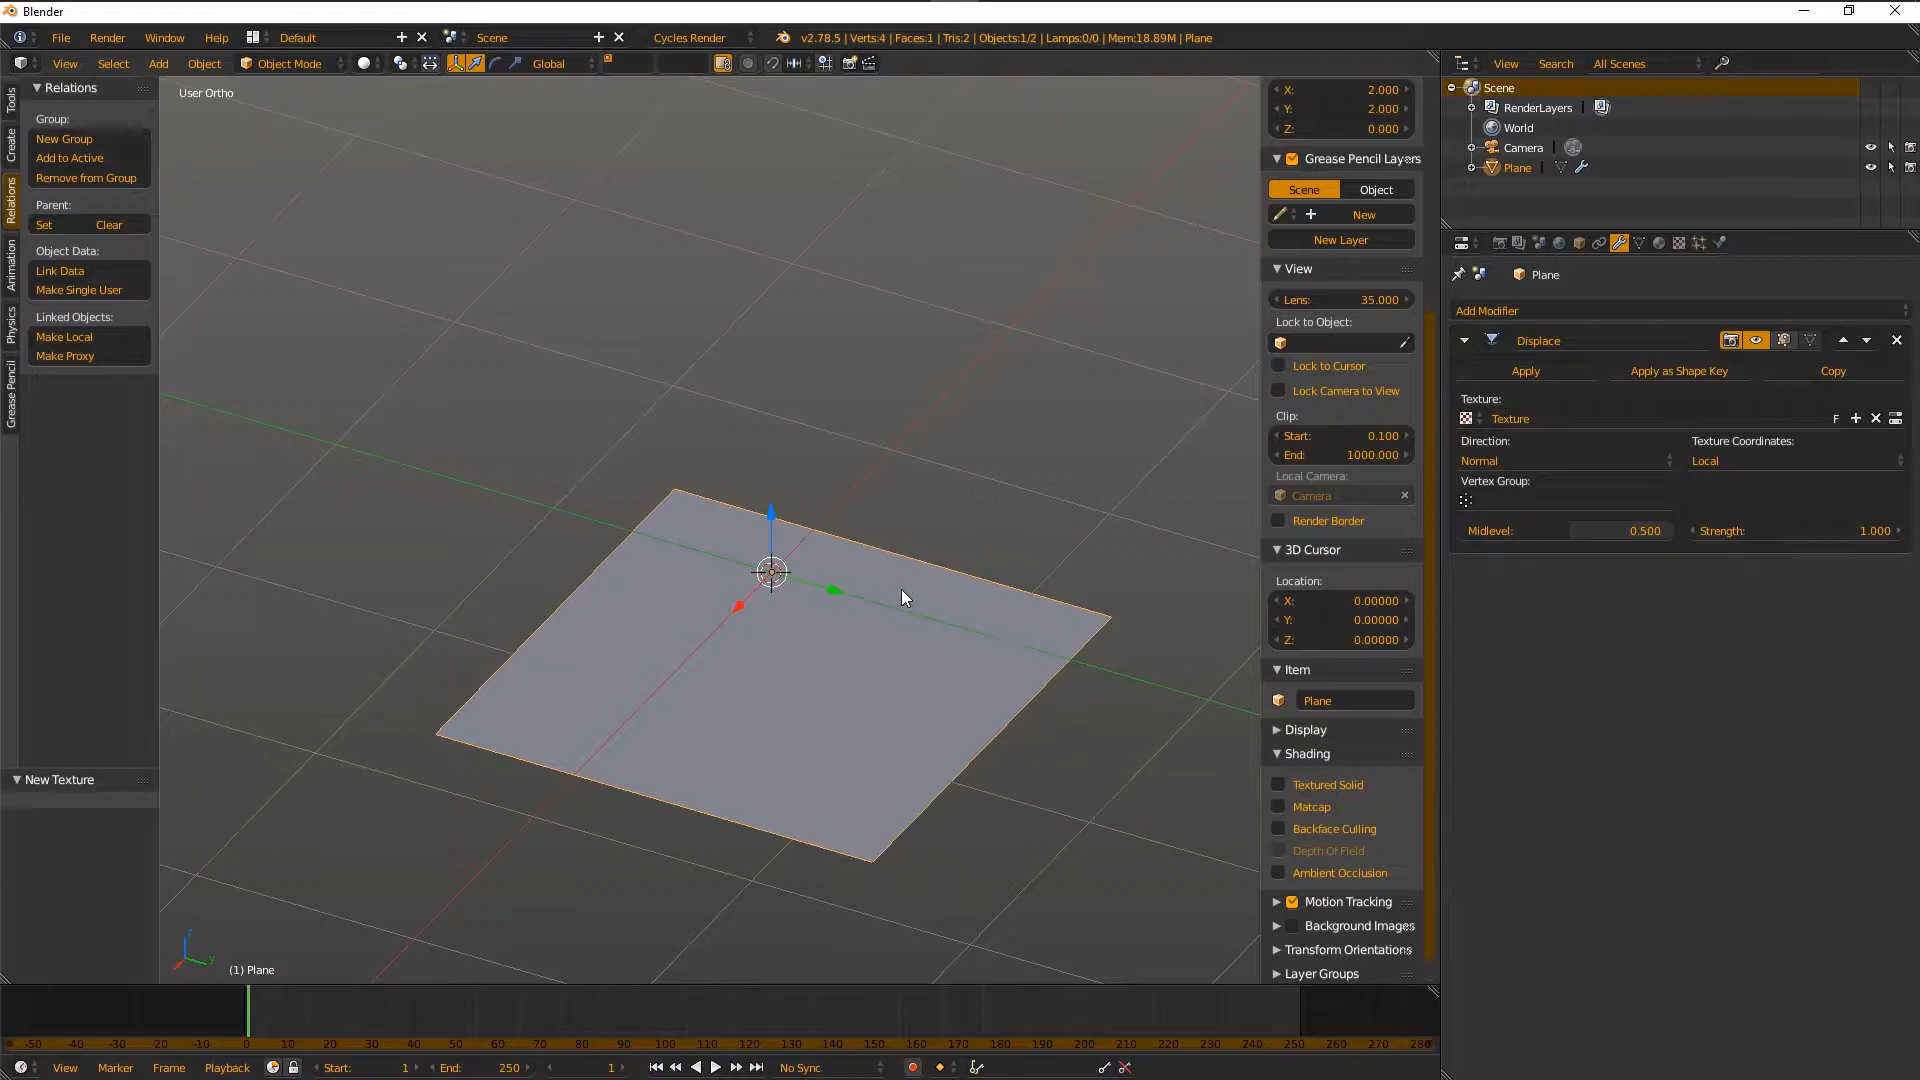 Blender
File Render Window Help Default Scene Cycles Render v2.78.5 | Verts:4 | Faces:1 | Tris:2 | Objects:1/2 | Lamps:0/0 | Mem:18.89M | Plane
View Select Add Object Object Mode Global
View Search All Scenes
Tools
Create
Relations
Animation
Physics
Grease Pencil
Relations
Group:
New Group
Add to Active
Remove from Group
Parent:
Set Clear
Object Data:
Link Data
Make Single User
Linked Objects:
Make Local
Make Proxy
New Texture
User Ortho
z
y
(1) Plane
X: 2.000
Y: 2.000
Z: 0.000
Grease Pencil Layers
Scene Object
New
New Layer
View
Lens: 35.000
Lock to Object:
Lock to Cursor
Lock Camera to View
Clip:
Start: 0.100
End: 1000.000
Local Camera:
Camera
Render Border
3D Cursor
Location:
X: 0.00000
Y: 0.00000
Z: 0.00000
Item
Plane
Display
Shading
Textured Solid
Matcap
Backface Culling
Depth Of Field
Ambient Occlusion
Motion Tracking
Background Images
Transform Orientations
Layer Groups
Scene
RenderLayers
World
Camera
Plane
Plane
Add Modifier
Displace
Apply Apply as Shape Key Copy
Texture:
Texture F
Direction: Texture Coordinates:
Normal Local
Vertex Group:
Midlevel: 0.500 Strength: 1.000
-50 -40 -30 -20 -10 0 10 20 30 40 50 60 70 80 90 100 110 120 130 140 150 160 170 180 190 200 210 220 230 240 250 260 270 280
View Marker Frame Playback Start: 1 End: 250 1 No Sync